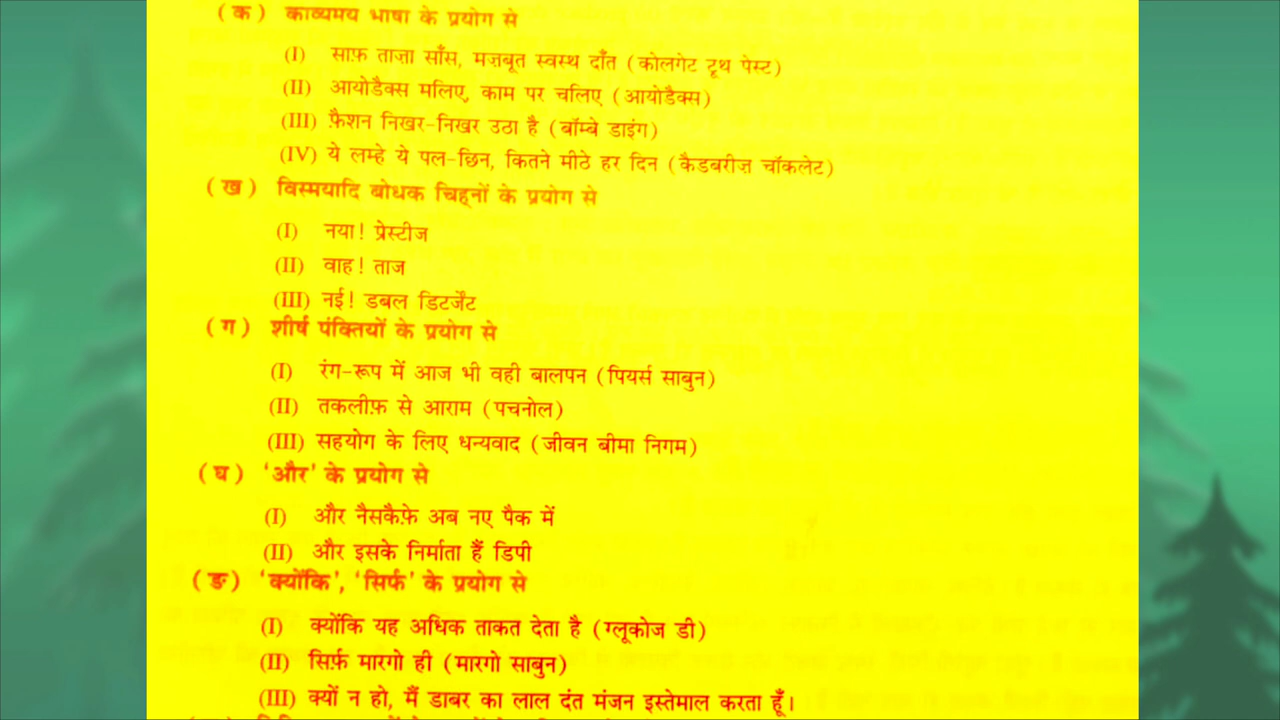 (क) काव्यमय भाषा के प्रयोग से
(I) साफ़ ताज़ा साँस, मज़बूत स्वस्थ दाँत (कोलगेट टूथ पेस्ट)
(II) आयोडैक्स मलिए, काम पर चलिए (आयोडैक्स)
(III) फ़ैशन निखर-निखर उठा है (बॉम्बे डाइंग)
(IV) ये लम्हे ये पल-छिन, कितने मीठे हर दिन (कैडबरीज़ चॉकलेट)
(ख) विस्मयादि बोधक चिह्नों के प्रयोग से
(I) नया! प्रेस्टीज
(II) वाह! ताज
(III) नई! डबल डिटर्जेंट
(ग) शीर्ष पंक्तियों के प्रयोग से
(I) रंग-रूप में आज भी वही बालपन (पियर्स साबुन)
(II) तकलीफ़ से आराम (पचनोल)
(III) सहयोग के लिए धन्यवाद (जीवन बीमा निगम)
(घ) 'और' के प्रयोग से
(I) और नैसकैफ़े अब नए पैक में
(II) और इसके निर्माता हैं डिपी
(ङ) 'क्योंकि', 'सिर्फ' के प्रयोग से
(I) क्योंकि यह अधिक ताकत देता है (ग्लूकोज डी)
(II) सिर्फ़ मारगो ही (मारगो साबुन)
(III) क्यों न हो, मैं डाबर का लाल दंत मंजन इस्तेमाल करता हूँ।